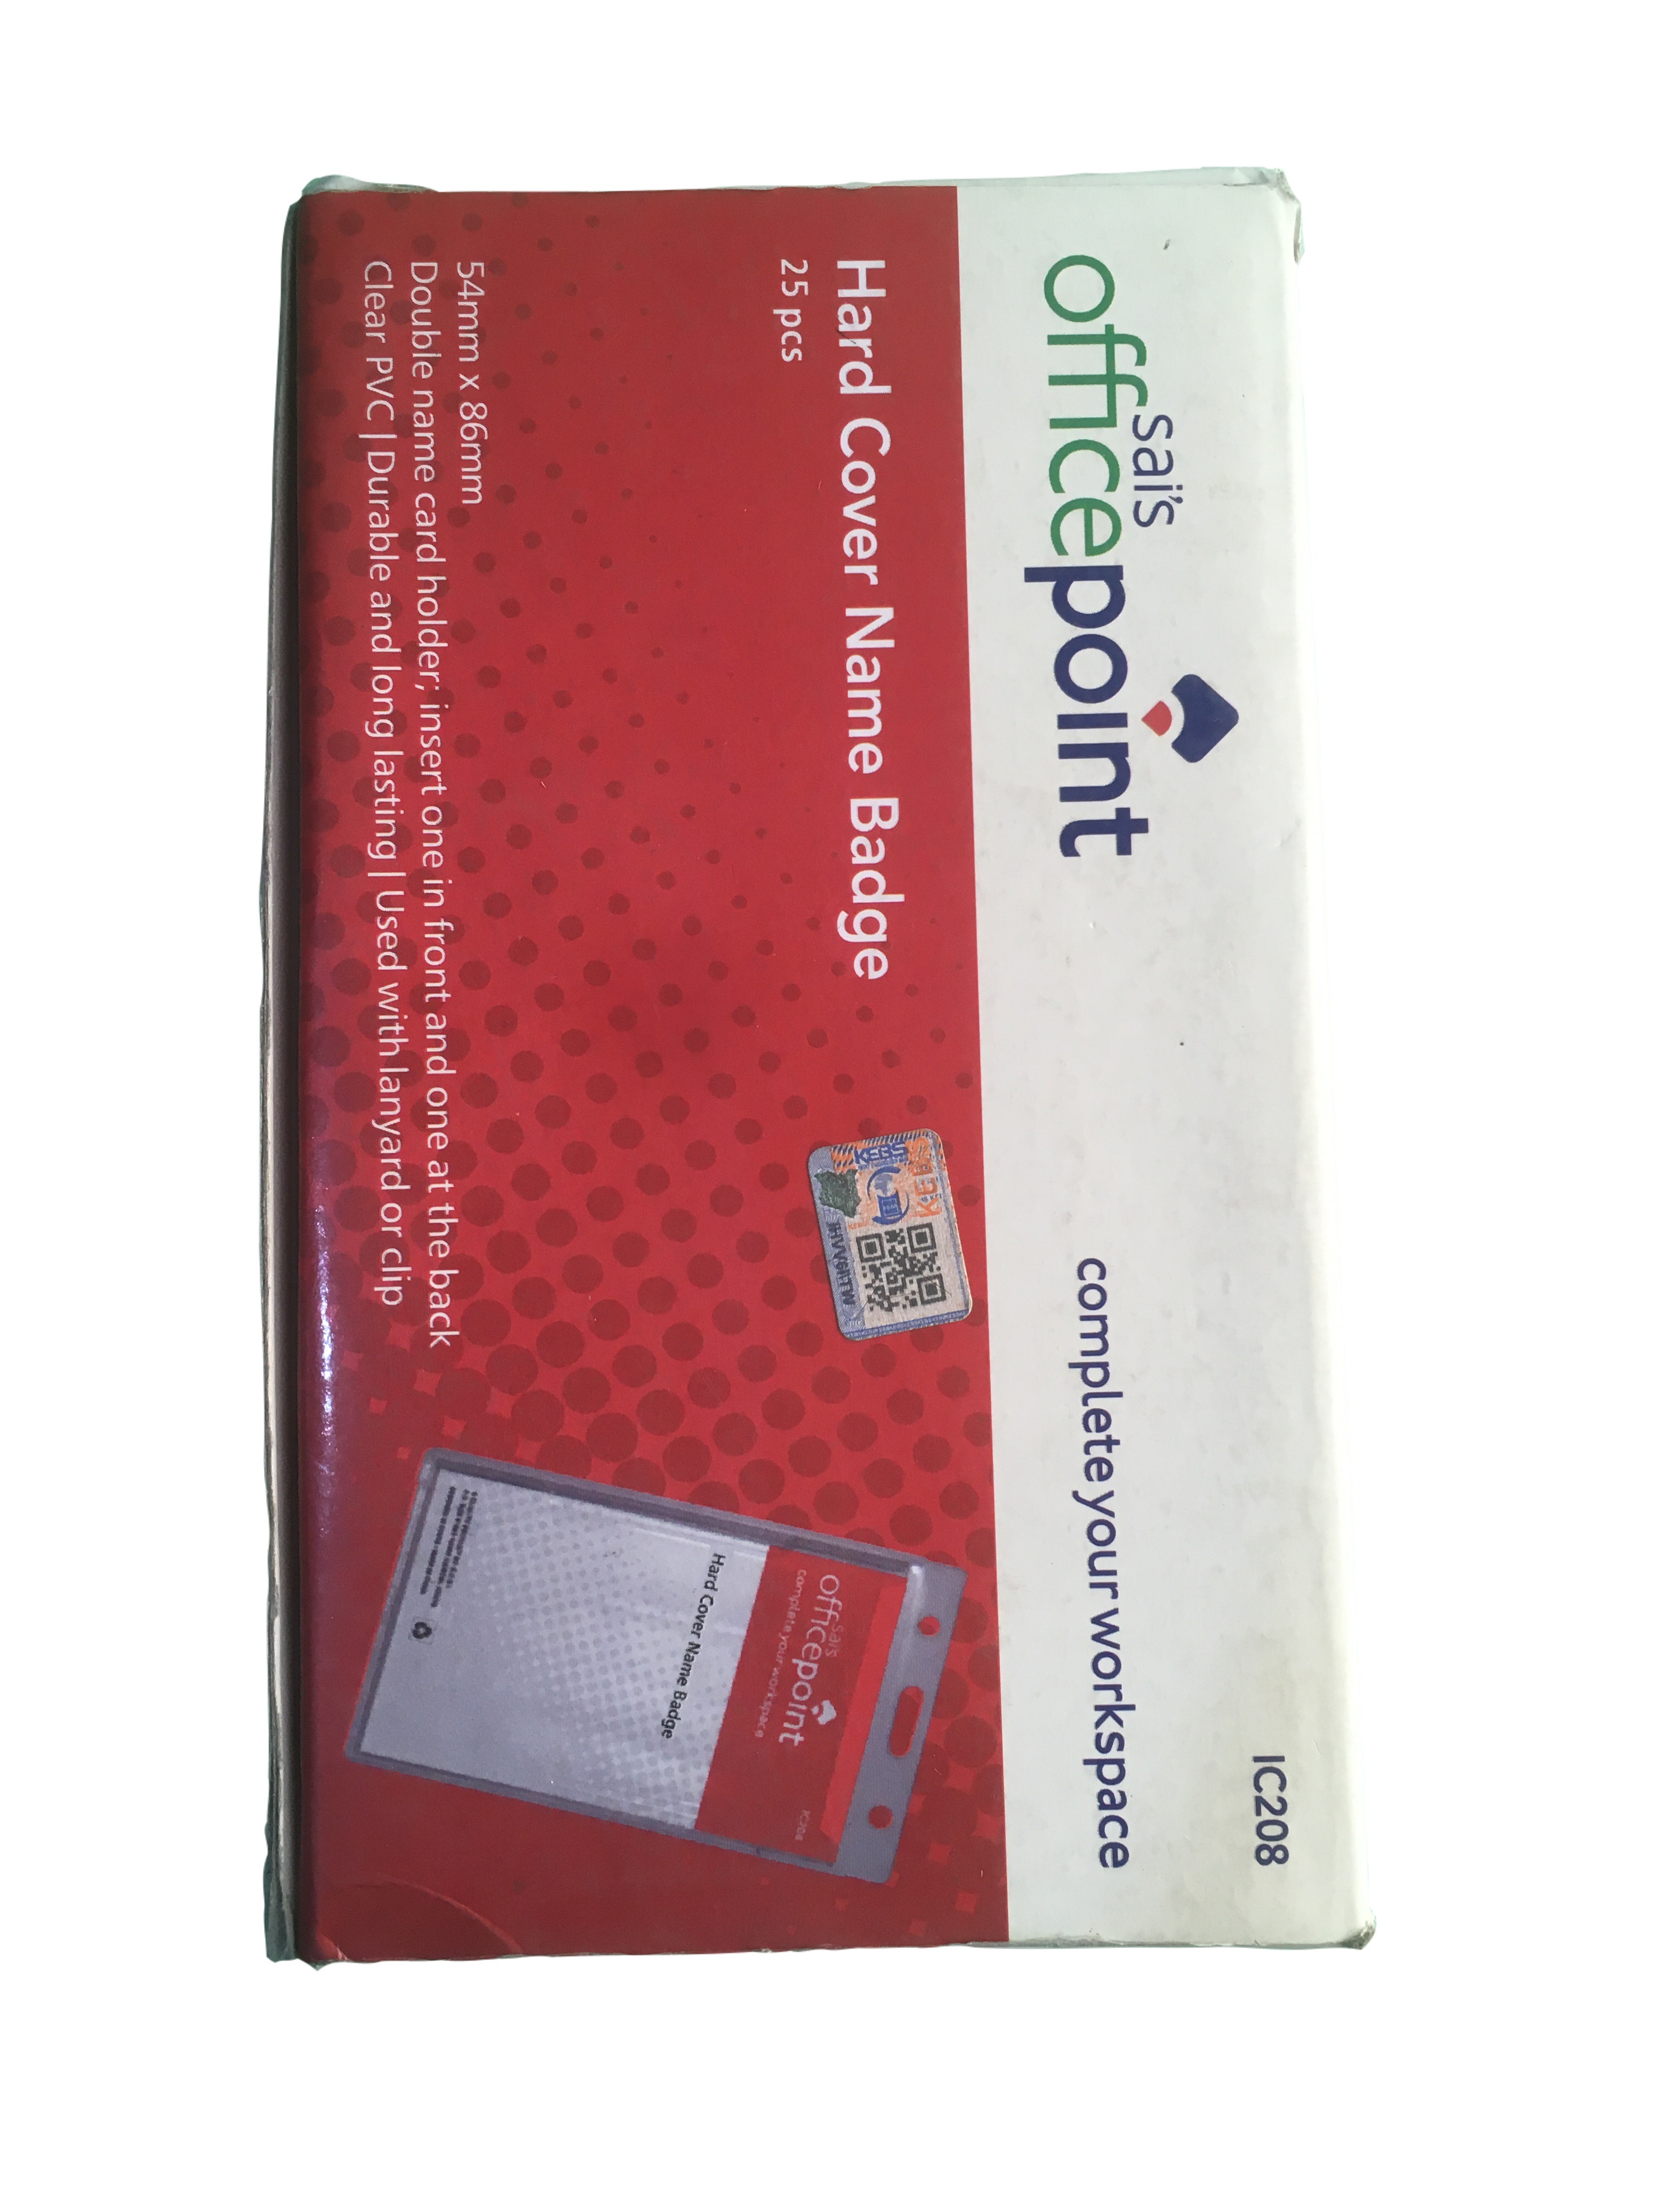 sai's
officepoint
IC208
complete your workspace
Hard Cover Name Badge
25 pcs
KEBS
KEBS
54mm x 86mm
Double name card holder; insert one in front and one at the back
Clear PVC | Durable and long lasting | Used with lanyard or clip
sai's
officepoint
complete your workspace
IC208
Hard Cover Name Badge